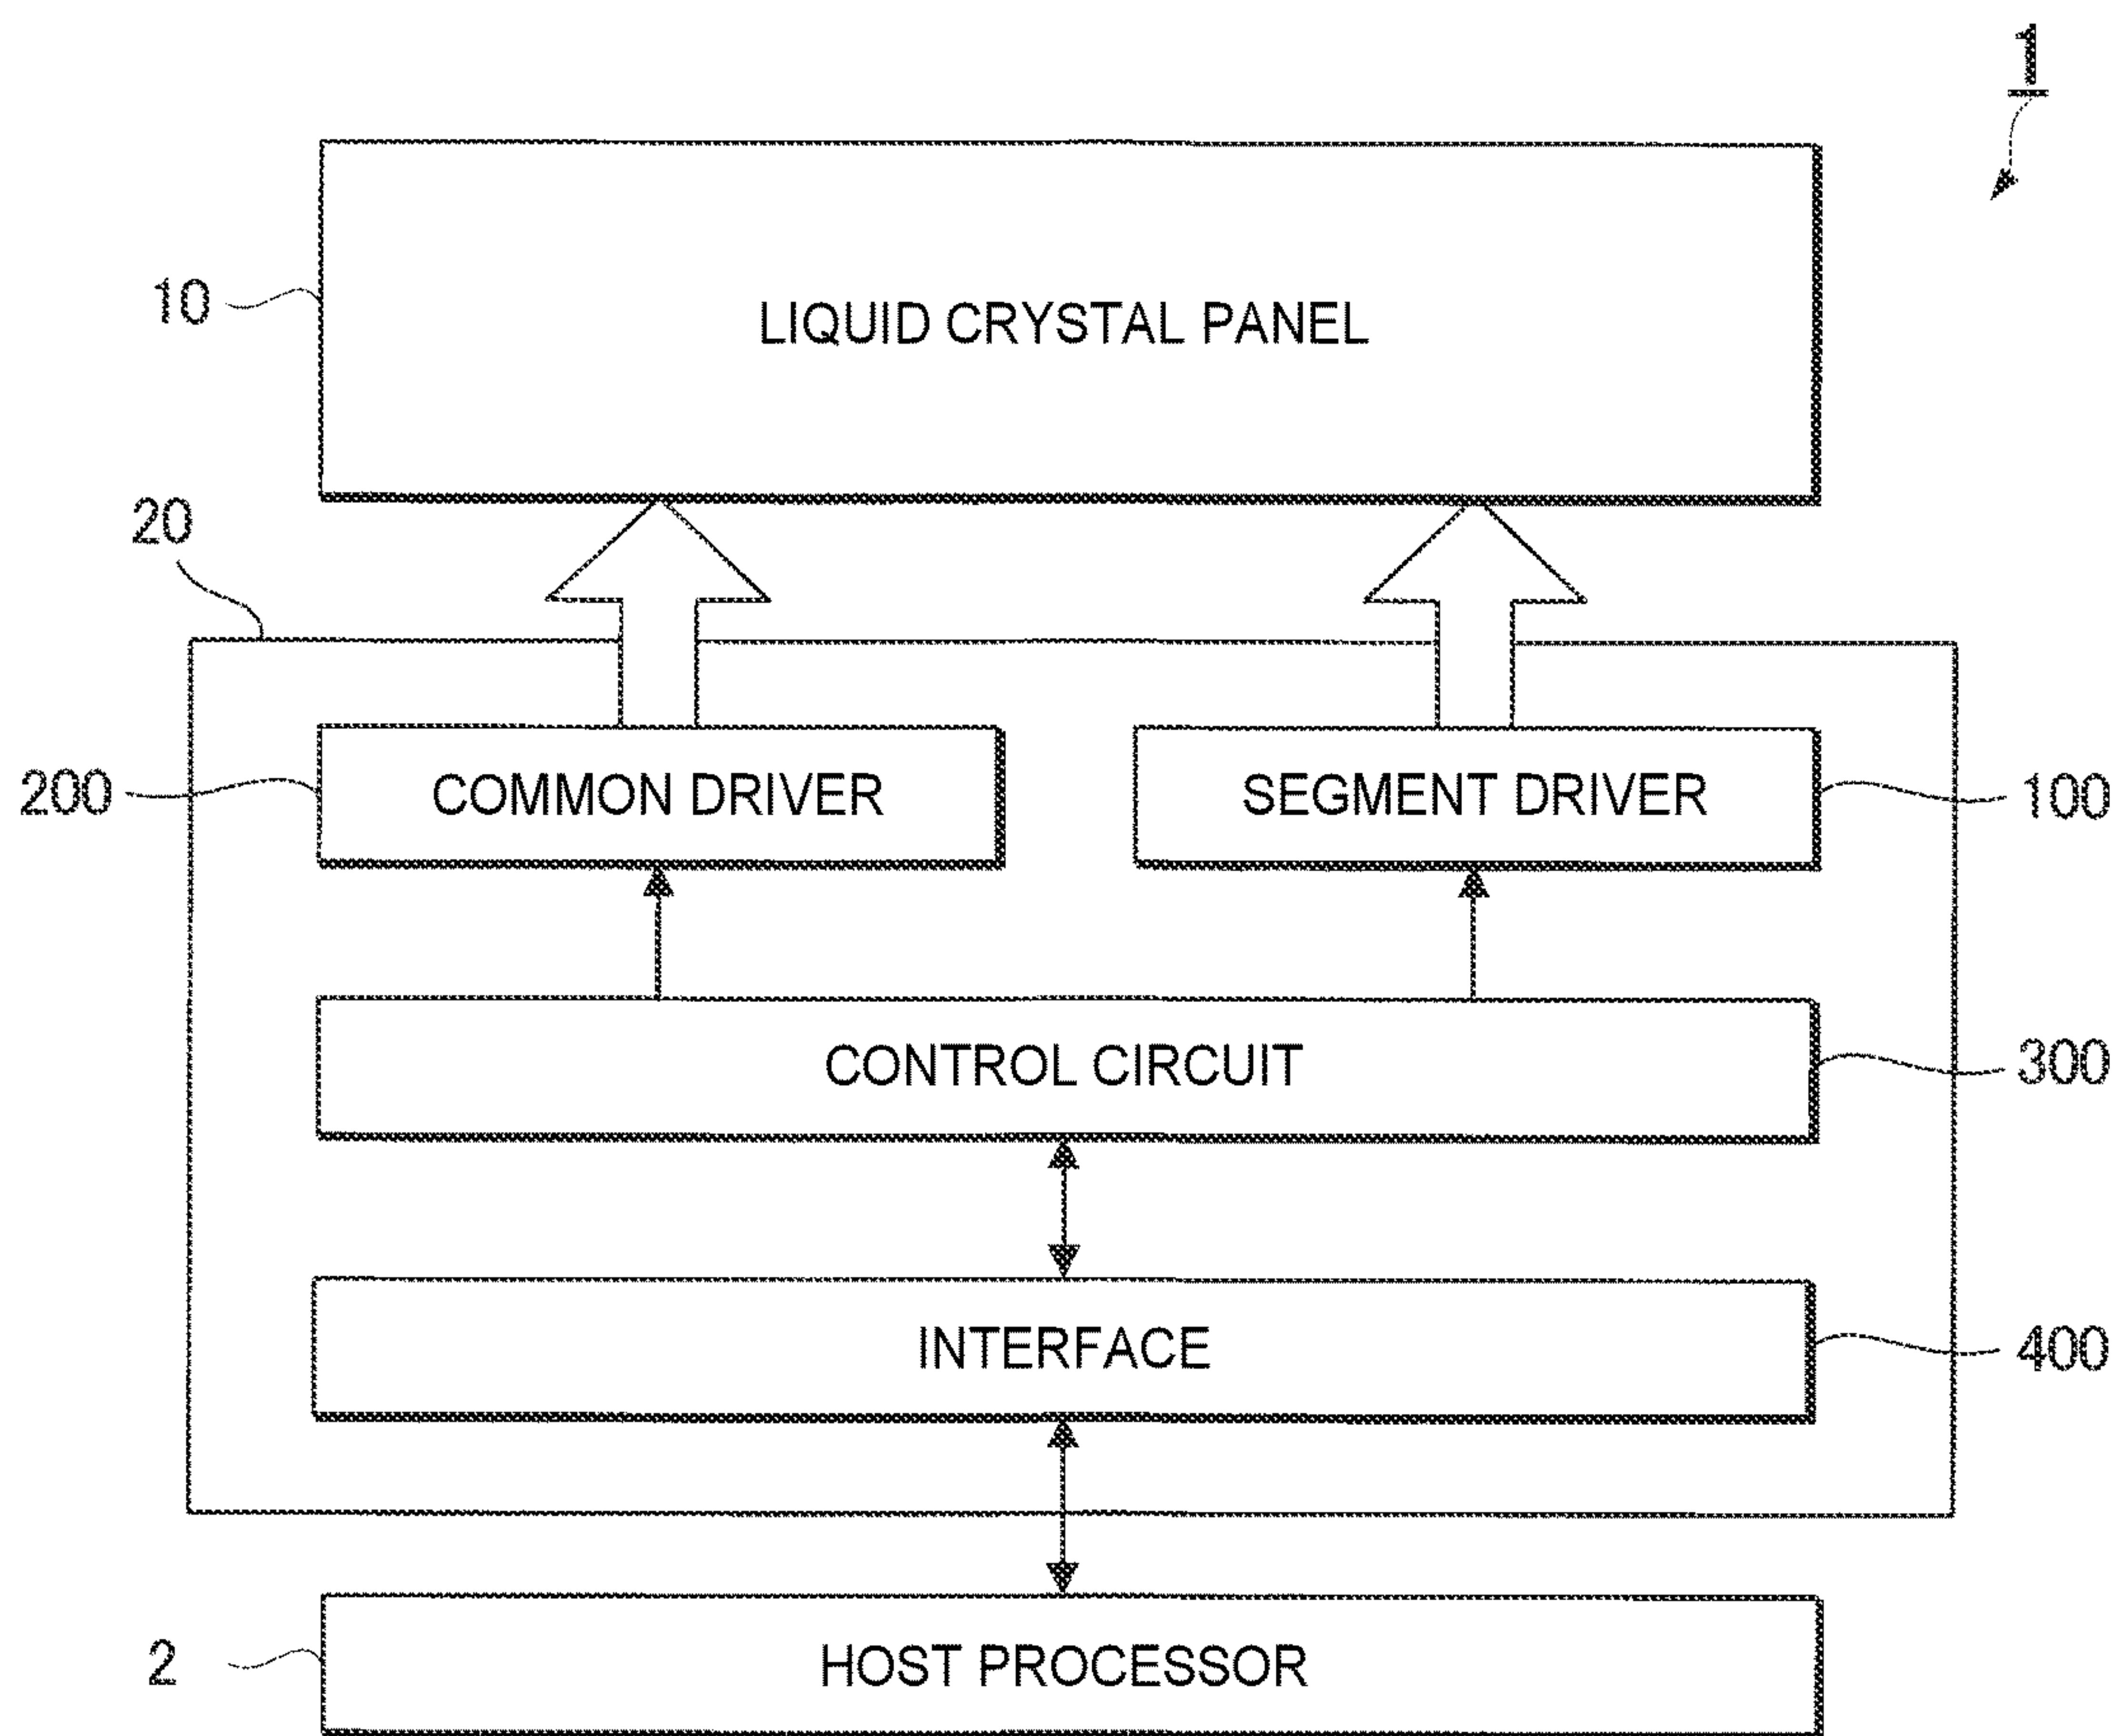 1
10
LIQUID CRYSTAL PANEL
20
200
COMMON DRIVER
SEGMENT DRIVER
100
CONTROL CIRCUIT
300
INTERFACE
400
2
HOST PROCESSOR